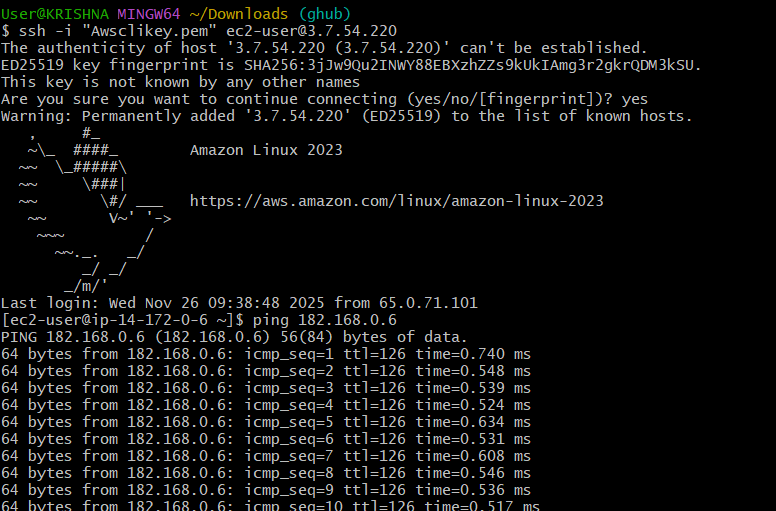 User@KRISHNA MINGW64 ~/Downloads (ghub)
$ ssh -i "Awsclikey.pem" ec2-user@3.7.54.220
The authenticity of host '3.7.54.220 (3.7.54.220)' can't be established.
ED25519 key fingerprint is SHA256:3jJw9Qu2INWY88EBXzhZZs9kUkIAmg3r2gkrQDM3kSU.
This key is not known by any other names
Are you sure you want to continue connecting (yes/no/[fingerprint])? yes
Warning: Permanently added '3.7.54.220' (ED25519) to the list of known hosts.
   ,     #_
   ~\_  ####_        Amazon Linux 2023
  ~~  \_#####\
  ~~     \###|
  ~~       \#/ ___   https://aws.amazon.com/linux/amazon-linux-2023
   ~~       V~' '->
    ~~~         /
      ~~._.   _/
         _/ _/
       _/m/'
Last login: Wed Nov 26 09:38:48 2025 from 65.0.71.101
[ec2-user@ip-14-172-0-6 ~]$ ping 182.168.0.6
PING 182.168.0.6 (182.168.0.6) 56(84) bytes of data.
64 bytes from 182.168.0.6: icmp_seq=1 ttl=126 time=0.740 ms
64 bytes from 182.168.0.6: icmp_seq=2 ttl=126 time=0.548 ms
64 bytes from 182.168.0.6: icmp_seq=3 ttl=126 time=0.539 ms
64 bytes from 182.168.0.6: icmp_seq=4 ttl=126 time=0.524 ms
64 bytes from 182.168.0.6: icmp_seq=5 ttl=126 time=0.634 ms
64 bytes from 182.168.0.6: icmp_seq=6 ttl=126 time=0.531 ms
64 bytes from 182.168.0.6: icmp_seq=7 ttl=126 time=0.608 ms
64 bytes from 182.168.0.6: icmp_seq=8 ttl=126 time=0.546 ms
64 bytes from 182.168.0.6: icmp_seq=9 ttl=126 time=0.536 ms
64 bytes from 182.168.0.6: icmp_seq=10 ttl=126 time=0.517 ms